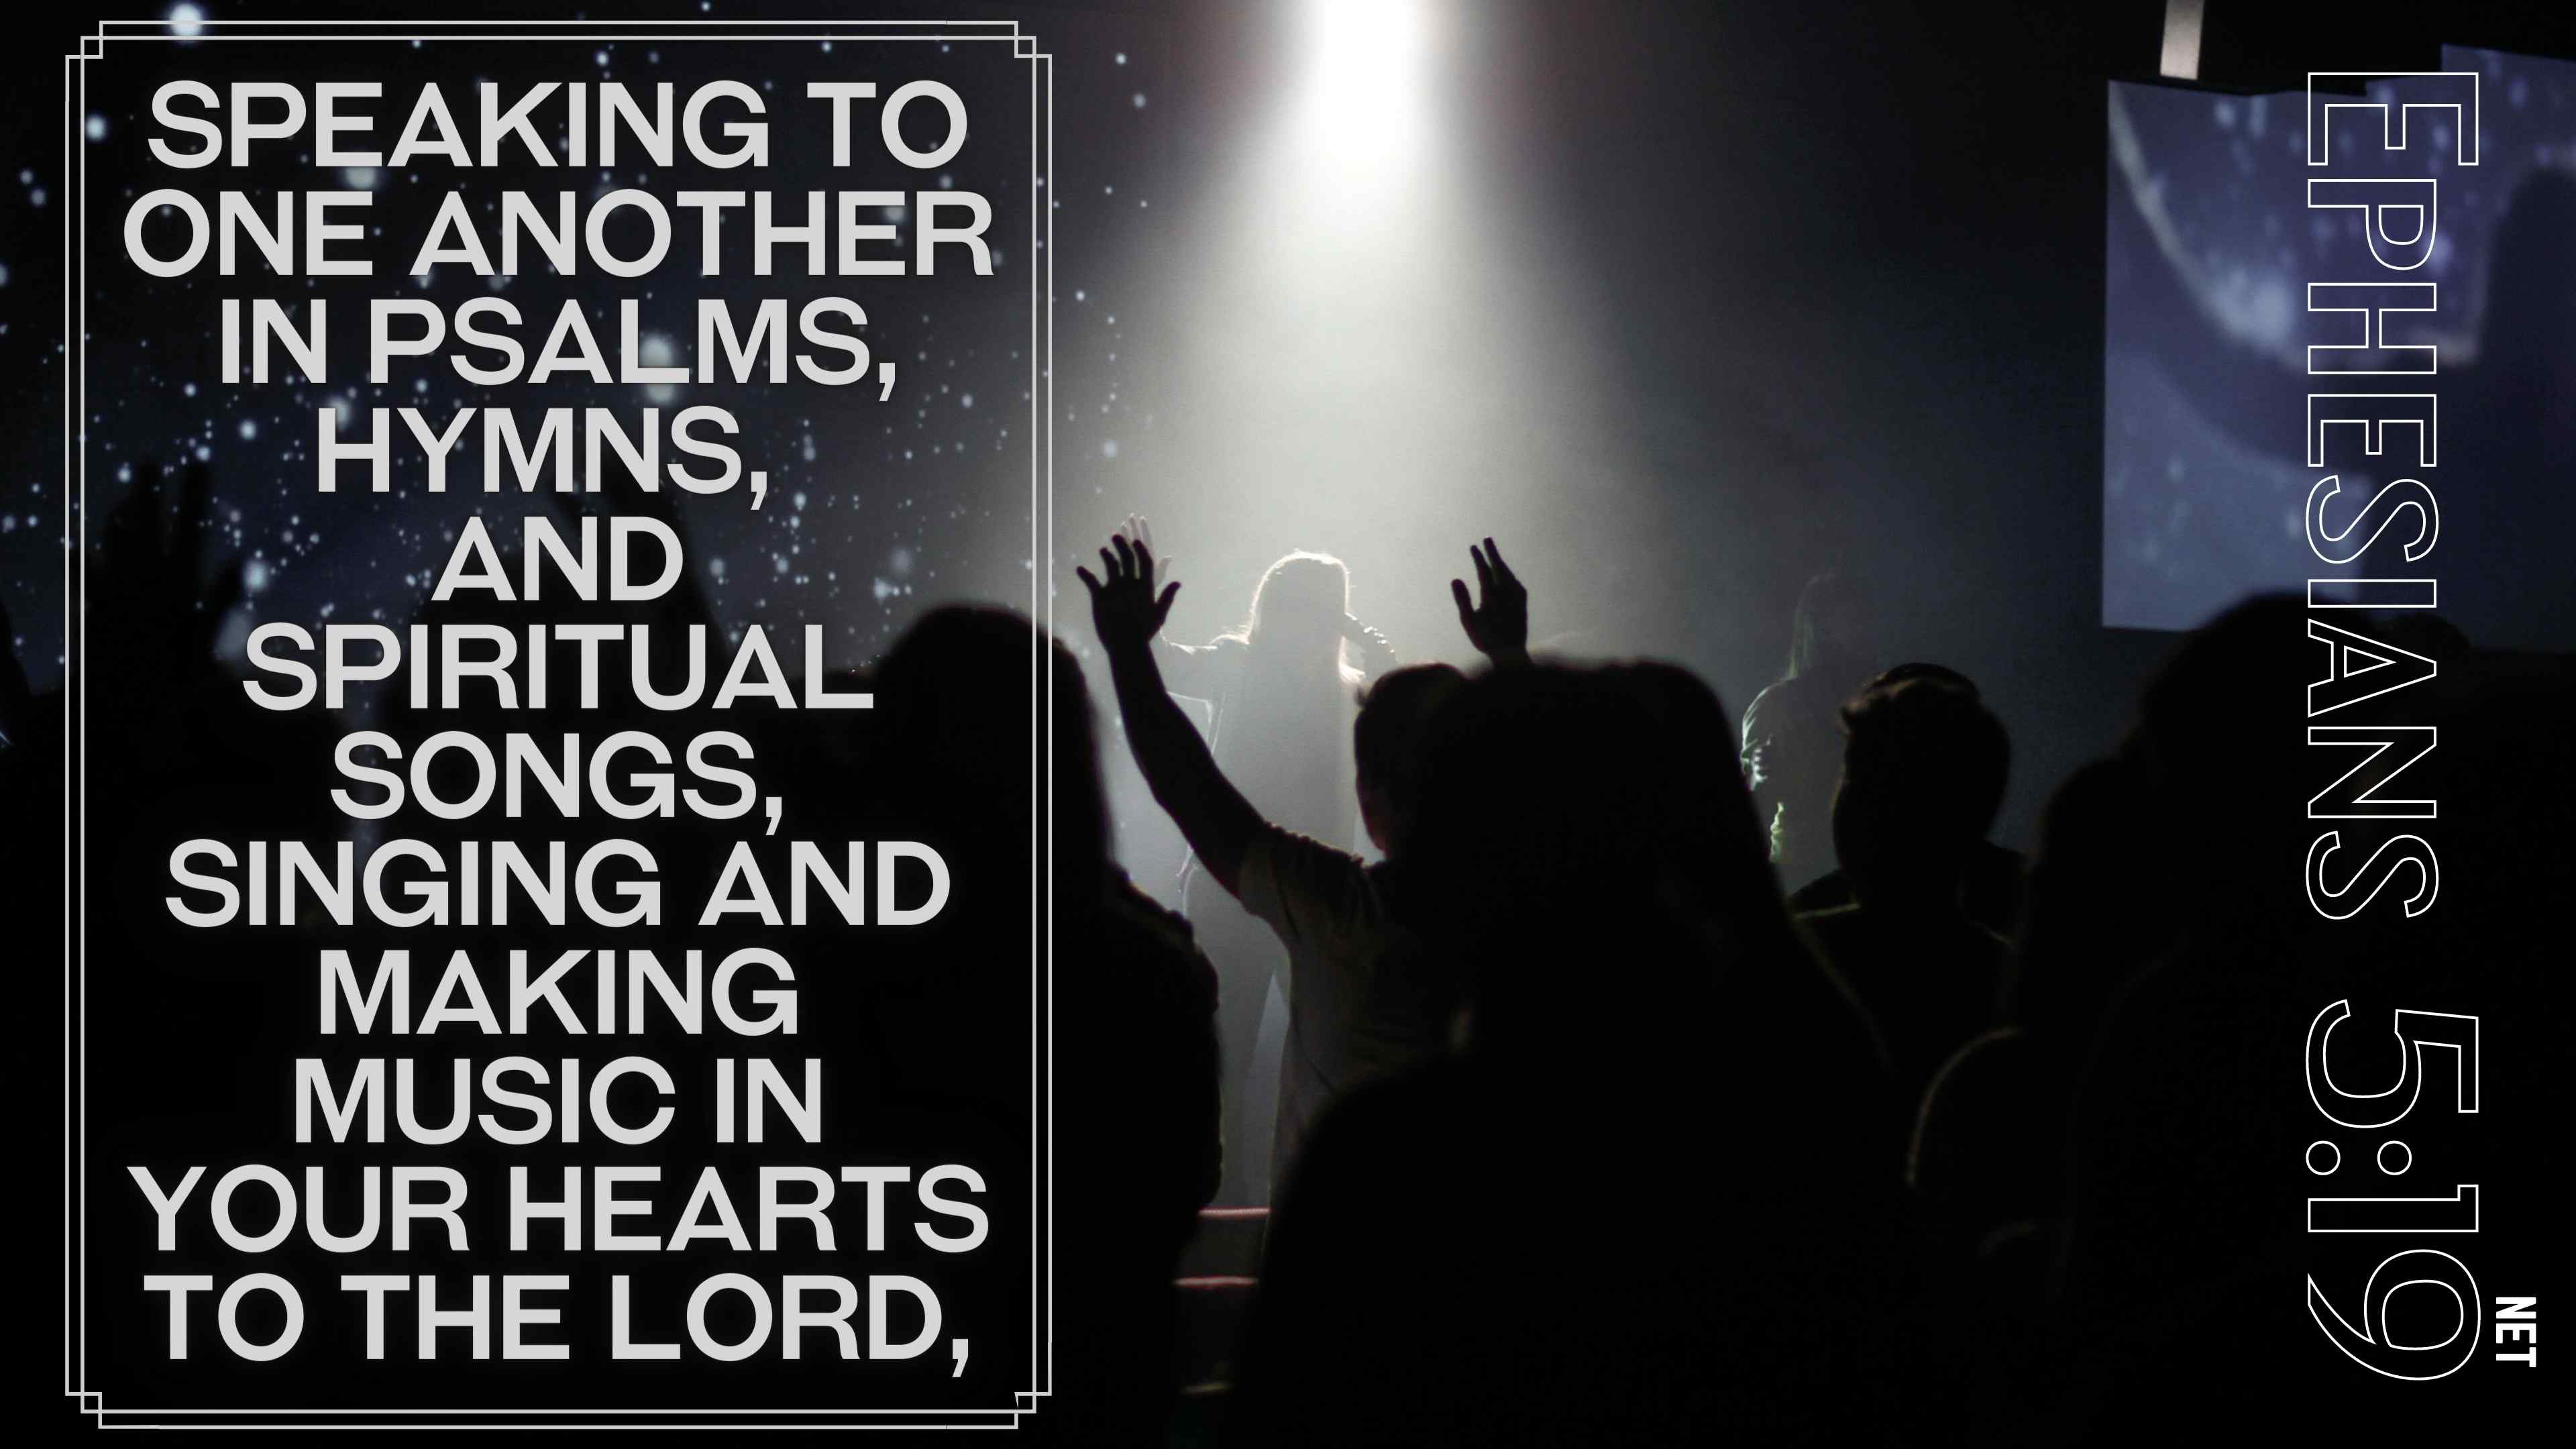 SPEAKING TO
ONE ANOTHER
IN PSALMS,
HYMNS,
AND
SPIRITUAL
SONGS,
SINGING AND
MAKING
MUSIC IN
YOUR HEARTS
TO THE LORD,
EPHESIANS 5:19
NET